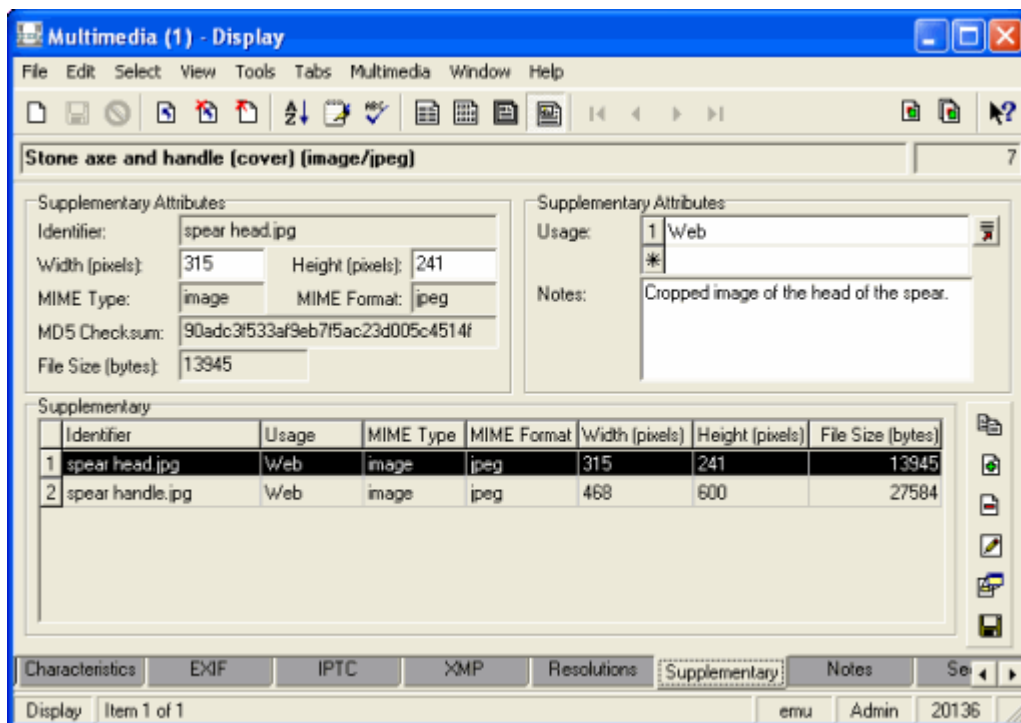 Multimedia (1) - Display
File Edit Select View Tools Tabs Multimedia Window Help
Stone axe and handle (cover) (image/jpeg) 7
Supplementary Attributes
Identifier: spear head.jpg
Width (pixels): 315 Height (pixels): 241
MIME Type: image MIME Format: jpeg
MD5 Checksum: 90adc3f533af9eb7f5ac23d005c4514f
File Size (bytes): 13945
Supplementary Attributes
Usage: 1 Web
Notes: Cropped image of the head of the spear.
Supplementary
Identifier Usage MIME Type MIME Format Width (pixels) Height (pixels) File Size (bytes)
1 spear head.jpg Web image jpeg 315 241 13945
2 spear handle.jpg Web image jpeg 468 600 27584
Characteristics EXIF IPTC XMP Resolutions Supplementary Notes Se
Display Item 1 of 1 emu Admin 20136